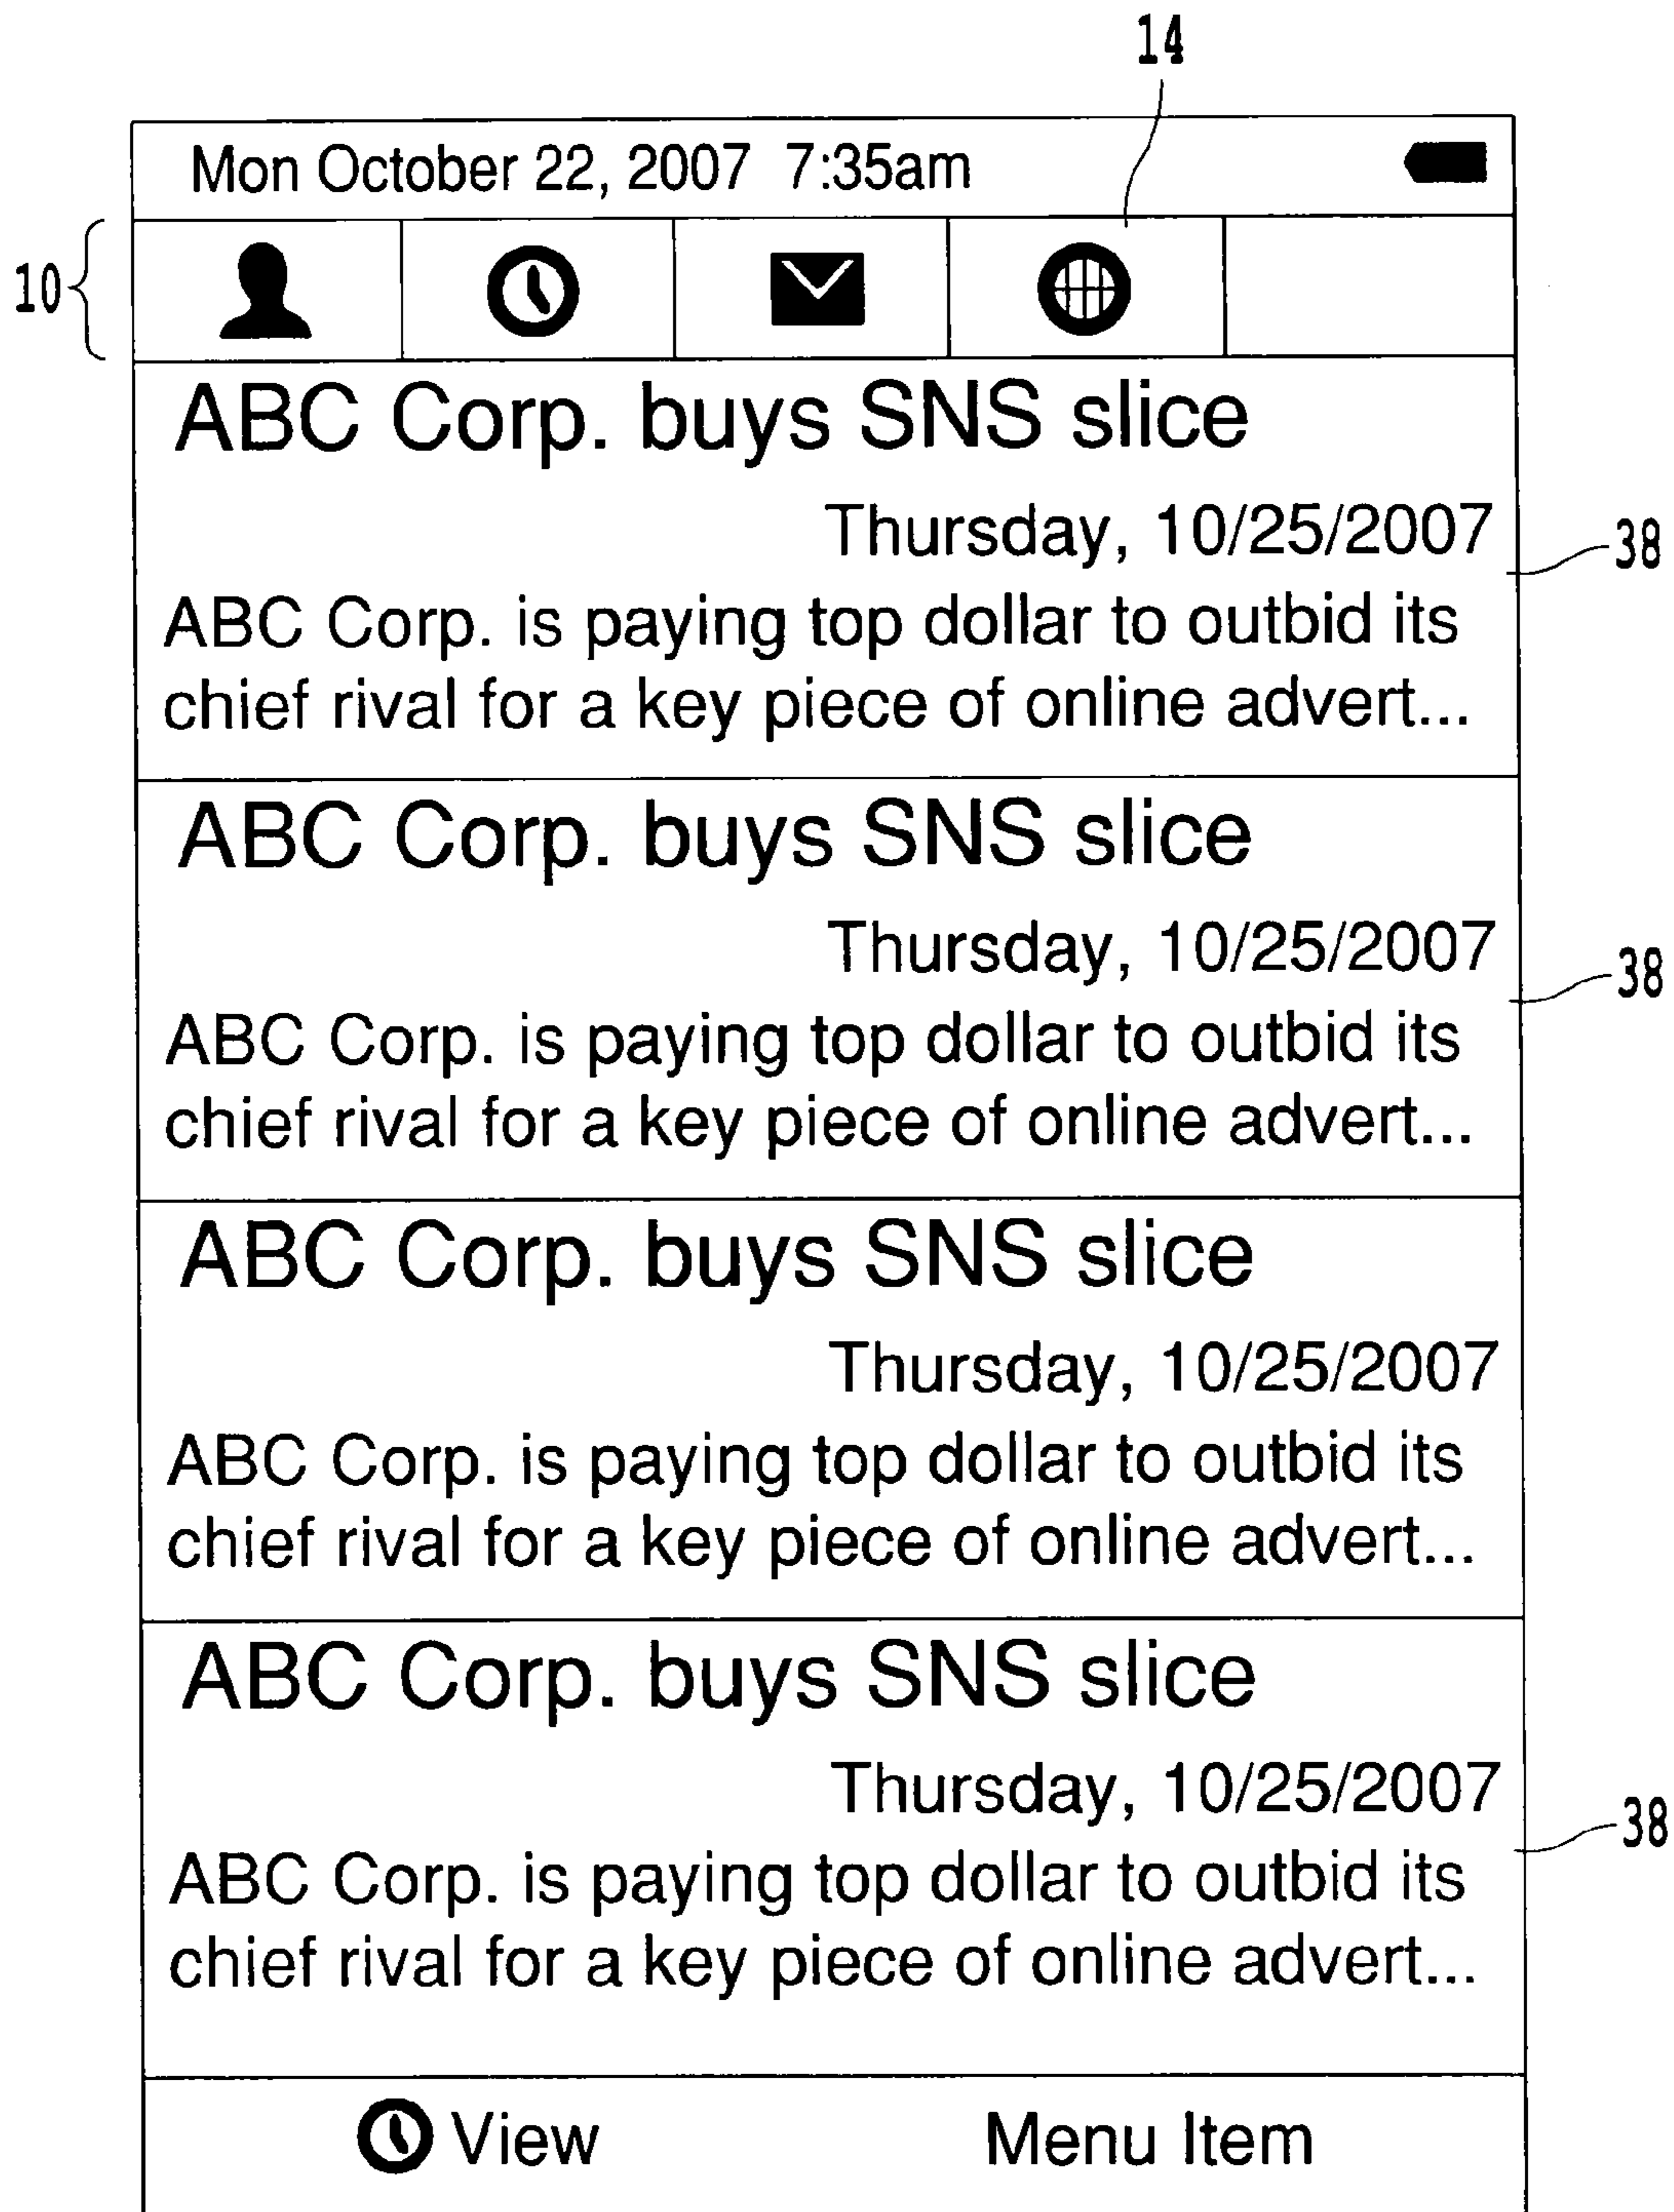 14
Mon October 22, 2007 7:35am
10
ABC Corp. buys SNS slice
Thursday, 10/25/2007
38
ABC Corp. is paying top dollar to outbid its
chief rival for a key piece of online advert...
ABC Corp. buys SNS slice
Thursday, 10/25/2007
38
ABC Corp. is paying top dollar to outbid its
chief rival for a key piece of online advert...
ABC Corp. buys SNS slice
Thursday, 10/25/2007
ABC Corp. is paying top dollar to outbid its
chief rival for a key piece of online advert...
ABC Corp. buys SNS slice
Thursday, 10/25/2007
38
ABC Corp. is paying top dollar to outbid its
chief rival for a key piece of online advert...
View Menu Item